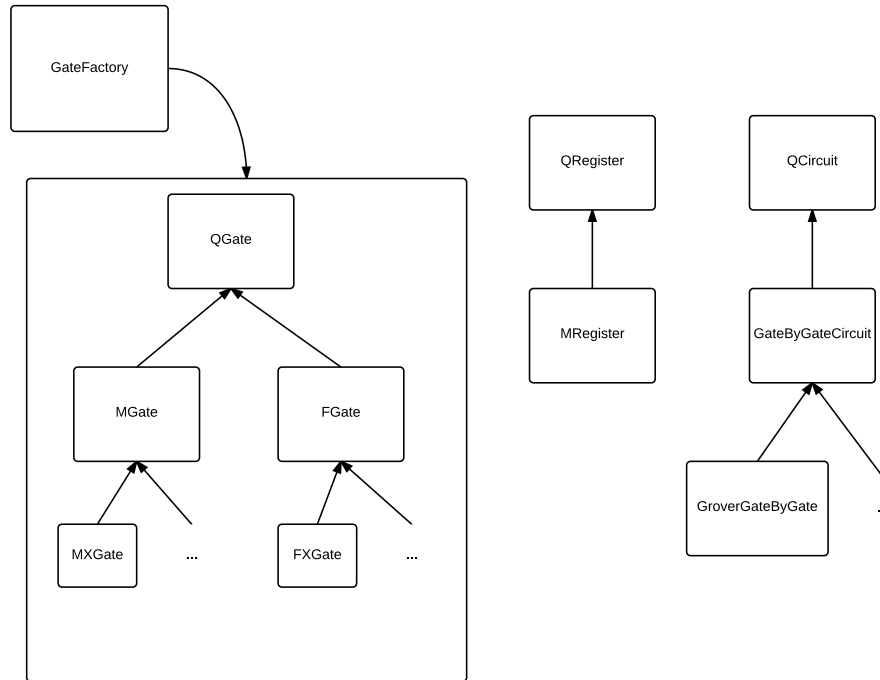 GateFactory
QRegister
QCircuit
QGate
MRegister
GateByGateCircuit
MGate
FGate
GroverGateByGate
MXGate
...
FXGate
...